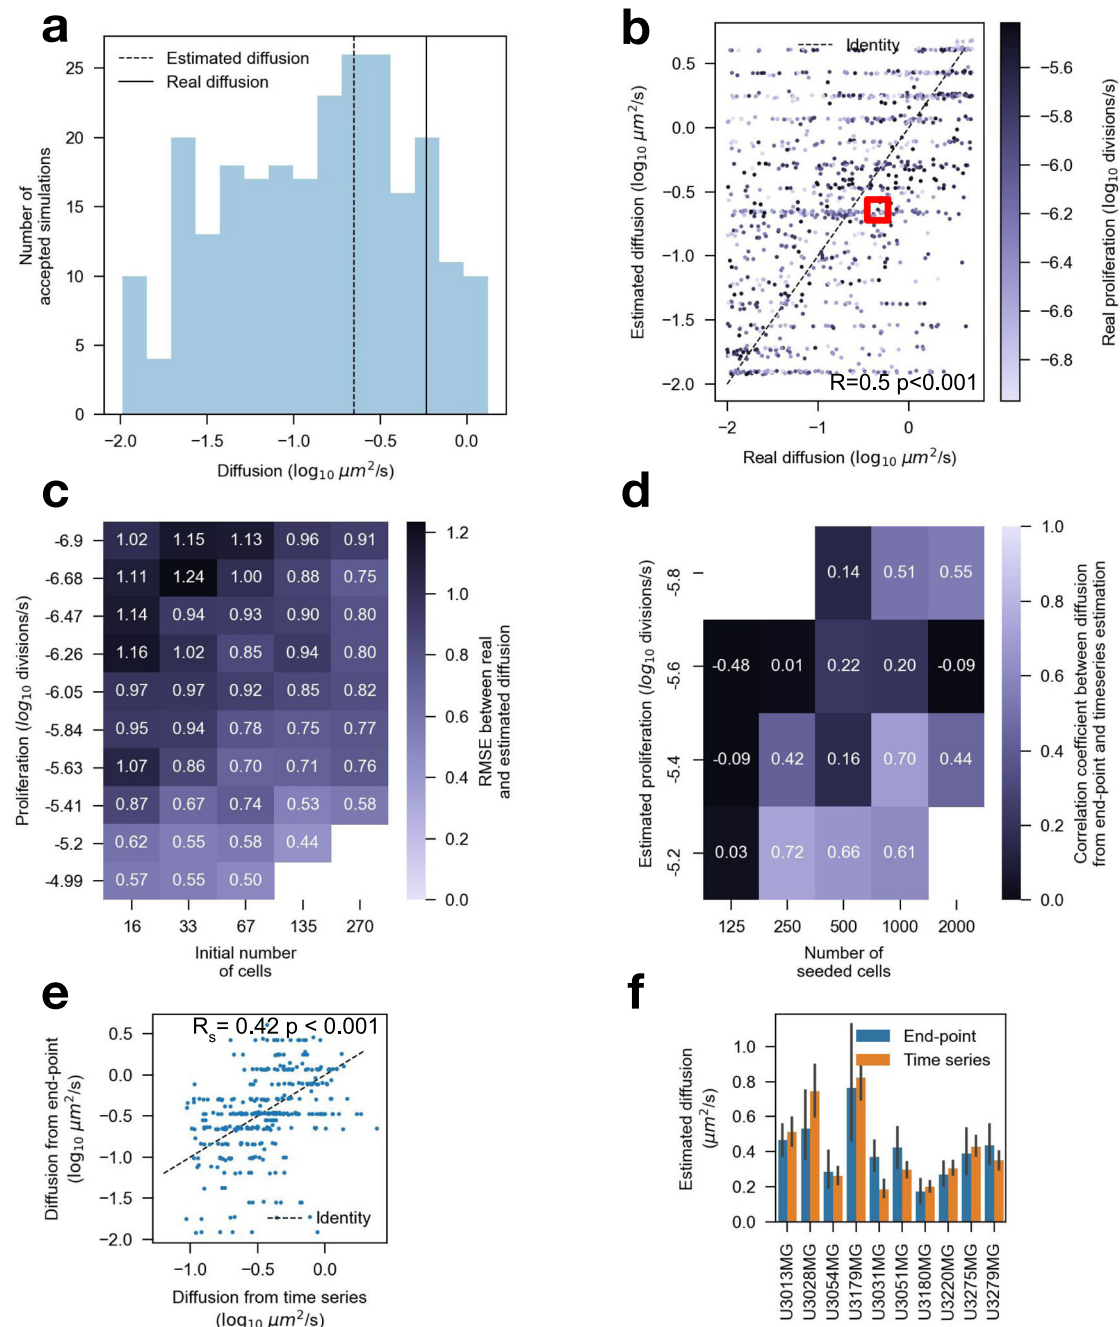 a
Estimated diffusion
Real diffusion
25
20
15
10
5
0
Number of
accepted simulations
−2.0 −1.5 −1.0 −0.5 0.0
Diffusion (log10 μm²/s)
b
Identity
0.5
0.0
−0.5
−1.0
−1.5
−2.0
Estimated diffusion (log10 μm²/s)
R=0.5 p<0.001
−2 −1 0
Real diffusion (log10 μm²/s)
−5.6
−5.8
−6.0
−6.2
−6.4
−6.6
−6.8
Real proliferation (log10 divisions/s)
c
Proliferation (log10 divisions/s)
-6.9 1.02 1.15 1.13 0.96 0.91
-6.68 1.11 1.24 1.00 0.88 0.75
-6.47 1.14 0.94 0.93 0.90 0.80
-6.26 1.16 1.02 0.85 0.94 0.80
-6.05 0.97 0.97 0.92 0.85 0.82
-5.84 0.95 0.94 0.78 0.75 0.77
-5.63 1.07 0.86 0.70 0.71 0.76
-5.41 0.87 0.67 0.74 0.53 0.58
-5.2 0.62 0.55 0.58 0.44
-4.99 0.57 0.55 0.50
16 33 67 135 270
Initial number
of cells
1.2
1.0
0.8
0.6
0.4
0.2
0.0
RMSE between real
and estimated diffusion
d
Estimated proliferation (log10 divisions/s)
-5.8 0.14 0.51 0.55
-5.6 -0.48 0.01 0.22 0.20 -0.09
-5.4 -0.09 0.42 0.16 0.70 0.44
-5.2 0.03 0.72 0.66 0.61
125 250 500 1000 2000
Number of
seeded cells
1.0
0.8
0.6
0.4
0.2
0.0
Correlation coefficient between diffusion
from end-point and timeseries estimation
e
Rs= 0.42 p < 0.001
0.5
0.0
−0.5
−1.0
−1.5
−2.0
Diffusion from end-point
(log10 μm²/s)
Identity
−1.0 −0.5 0.0
Diffusion from time series
(log10 μm²/s)
f
End-point
Time series
1.0
0.8
0.6
0.4
0.2
0.0
Estimated diffusion
(μm²/s)
U3013MG
U3028MG
U3054MG
U3179MG
U3031MG
U3051MG
U3180MG
U3220MG
U3275MG
U3279MG